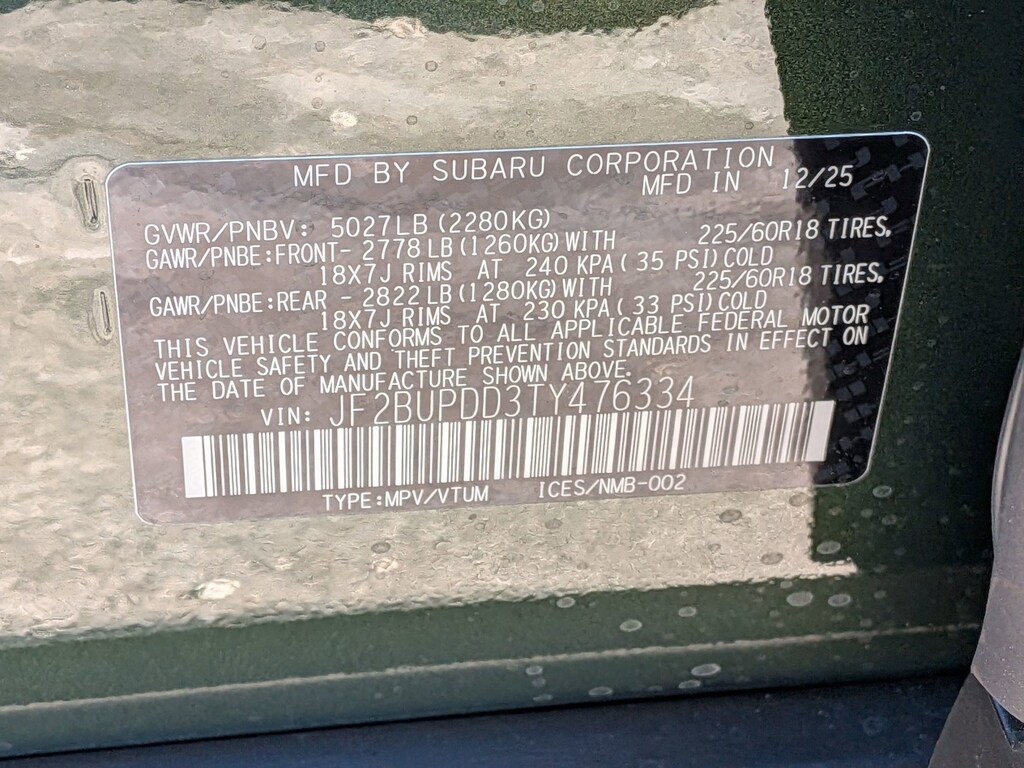 MFD BY SUBARU CORPORATION
MFD IN 12/25
GVWR/PNBV: 5027LB (2280KG)
GAWR/PNBE:FRONT- 2778 LB (1260KG) WITH 225/60R18 TIRES,
18X7J RIMS AT 240 KPA ( 35 PSI) COLD
GAWR/PNBE:REAR - 2822 LB (1280KG) WITH 225/60R18 TIRES,
18X7J RIMS AT 230 KPA ( 33 PSI) COLD
THIS VEHICLE CONFORMS TO ALL APPLICABLE FEDERAL MOTOR
VEHICLE SAFETY AND THEFT PREVENTION STANDARDS IN EFFECT ON
THE DATE OF MANUFACTURE SHOWN ABOVE.
VIN: JF2BUPDD3TY476334
TYPE:MPV/VTUM ICES/NMB-002